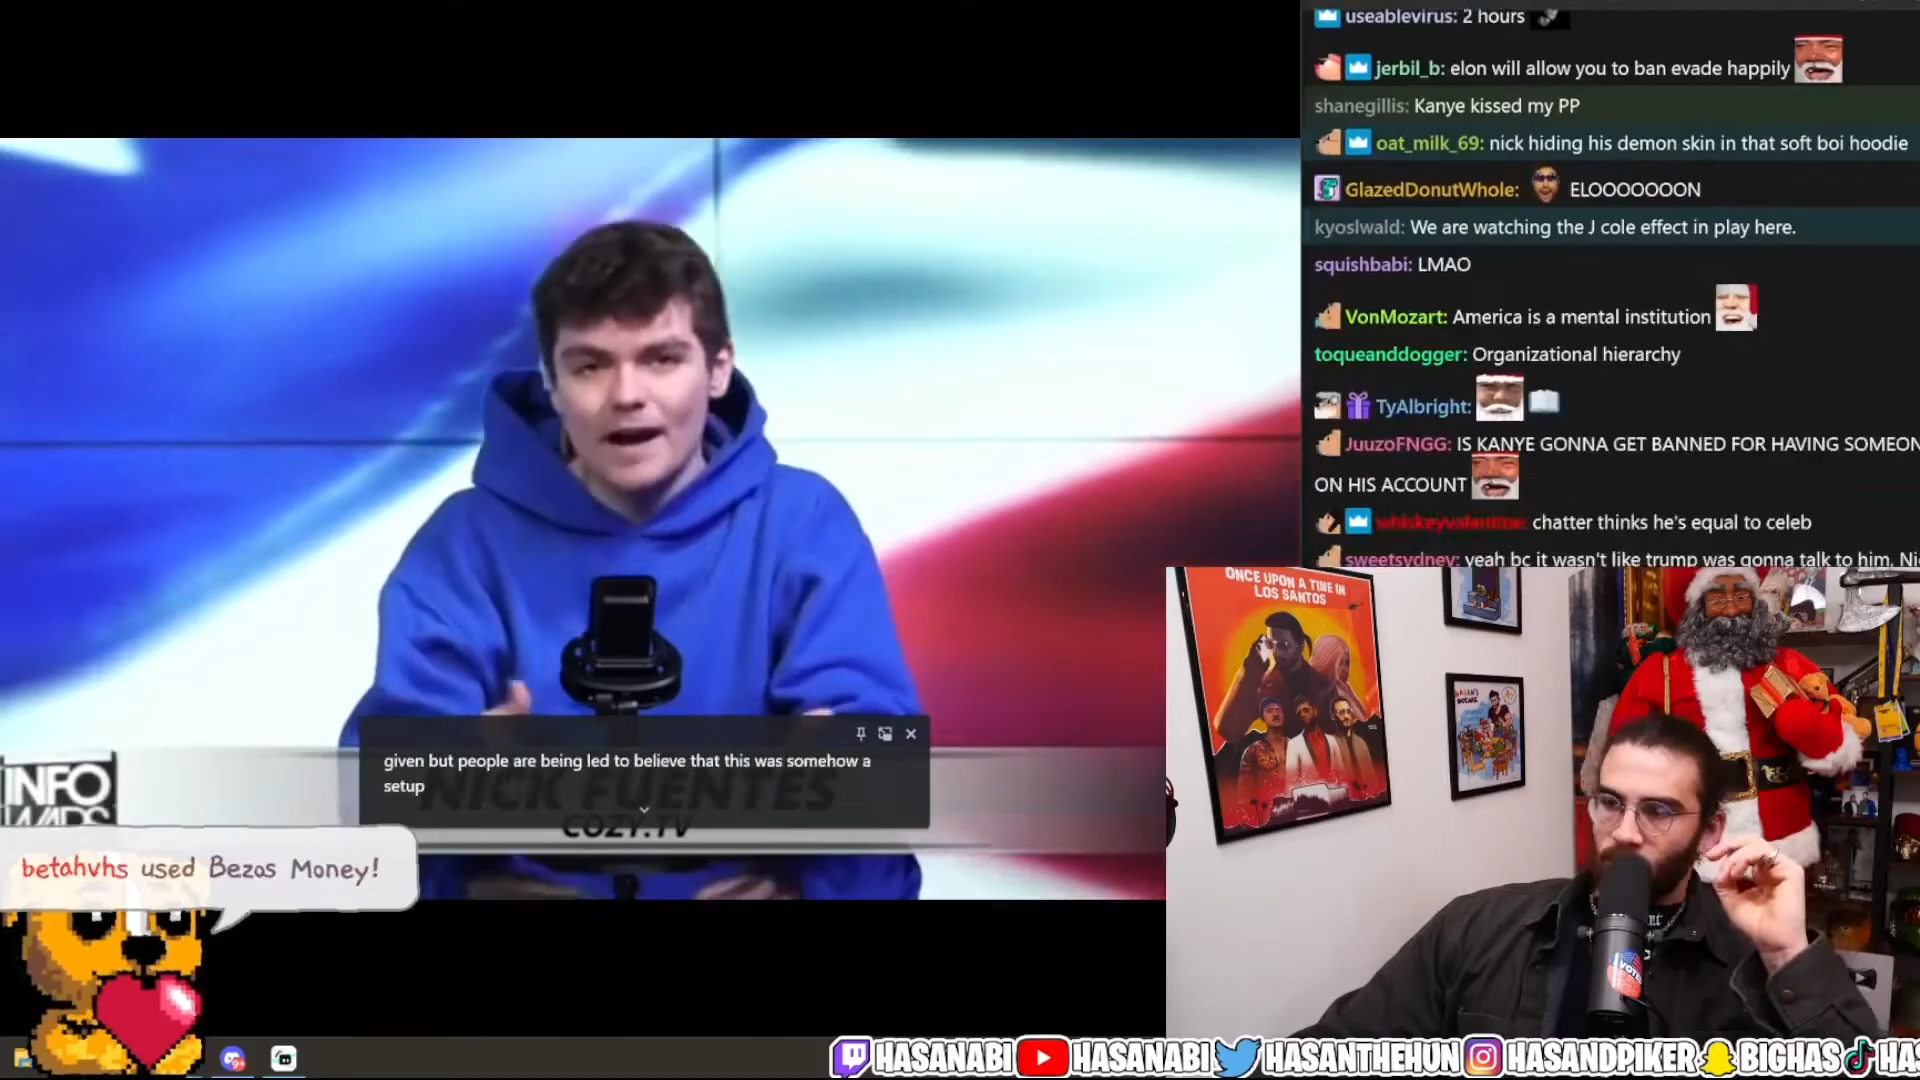 useablevirus: 2 hours
jerbil_b: elon will allow you to ban evade happily
shanegillis: Kanye kissed my PP
oat_milk_69: nick hiding his demon skin in that soft boi hoodie
GlazedDonutWhole: ELOOOOOOON
kyoslwald: We are watching the J cole effect in play here.
squishbabi: LMAO
VonMozart: America is a mental institution
toqueanddogger: Organizational hierarchy
TyAlbright:
JuuzoFNGG: IS KANYE GONNA GET BANNED FOR HAVING SOMEON
ON HIS ACCOUNT
whiskeyvalentine: chatter thinks he's equal to celeb
sweetsydney: yeah bc it wasn't like trump was gonna talk to him. Ni
given but people are being led to believe that this was somehow a
setup
NICK FUENTES
COZY.TV
INFO
WARS
betahvhs used Bezos Money!
ONCE UPON A TIME IN
LOS SANTOS
VOTE
HASANABI HASANABI HASANTHEHUN HASANDPIKER BIGHAS HAS